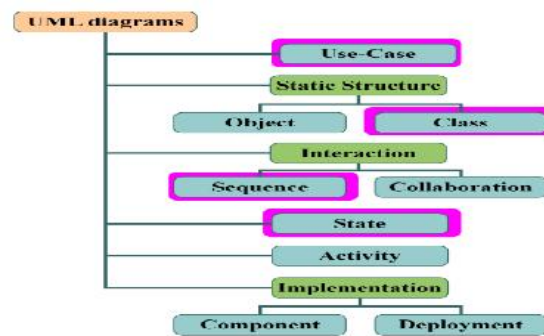 UML diagrams
Use-Case
Static Structure
Object
Class
Interaction
Sequence
Collaboration
State
Activity
Implementation
Component
Deployment